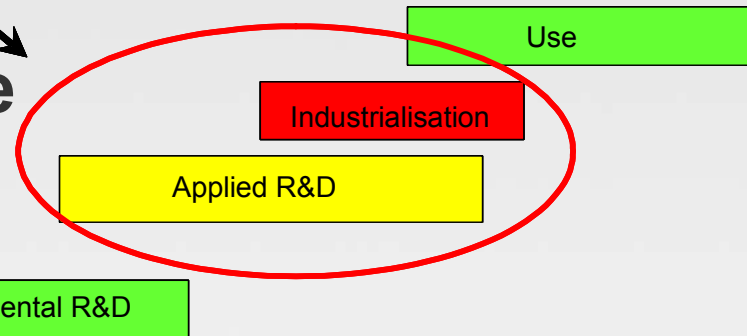 Use
e
Industrialisation
Applied R&D
ental R&D